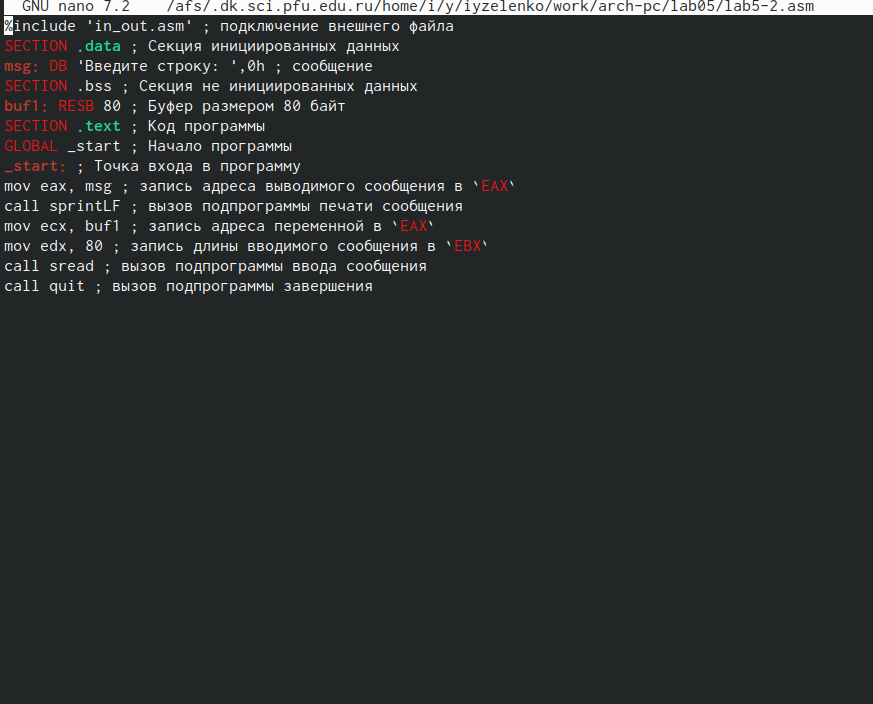 GNU nano 7.2 /afs/.dk.sci.pfu.edu.ru/home/i/y/iyzelenko/work/arch-pc/lab05/lab5-2.asm
%include 'in_out.asm' ; подключение внешнего файла
SECTION .data ; Секция инициированных данных
msg: DB 'Введите строку: ',0h ; сообщение
SECTION .bss ; Секция не инициированных данных
buf1: RESB 80 ; Буфер размером 80 байт
SECTION .text ; Код программы
GLOBAL _start ; Начало программы
_start: ; Точка входа в программу
mov eax, msg ; запись адреса выводимого сообщения в `EAX`
call sprintLF ; вызов подпрограммы печати сообщения
mov ecx, buf1 ; запись адреса переменной в `EAX`
mov edx, 80 ; запись длины вводимого сообщения в `EBX`
call sread ; вызов подпрограммы ввода сообщения
call quit ; вызов подпрограммы завершения